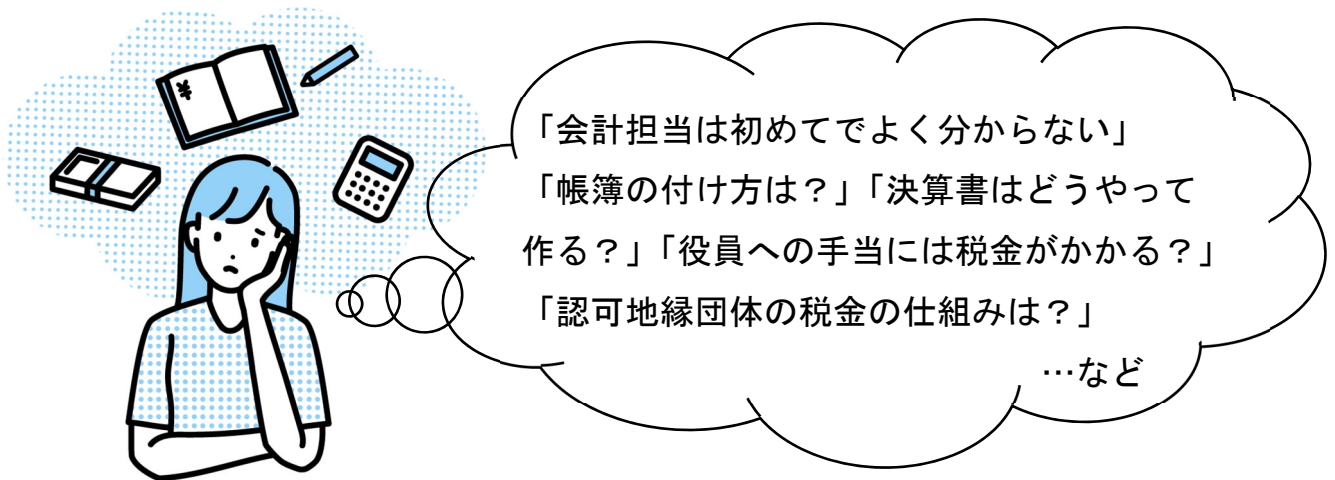 「会計担当は初めてでよく分からない」
「帳簿の付け方は？」「決算書はどうやって
作る？」「役員への手当には税金がかかる？」
「認可地縁団体の税金の仕組みは？」
…など
¥